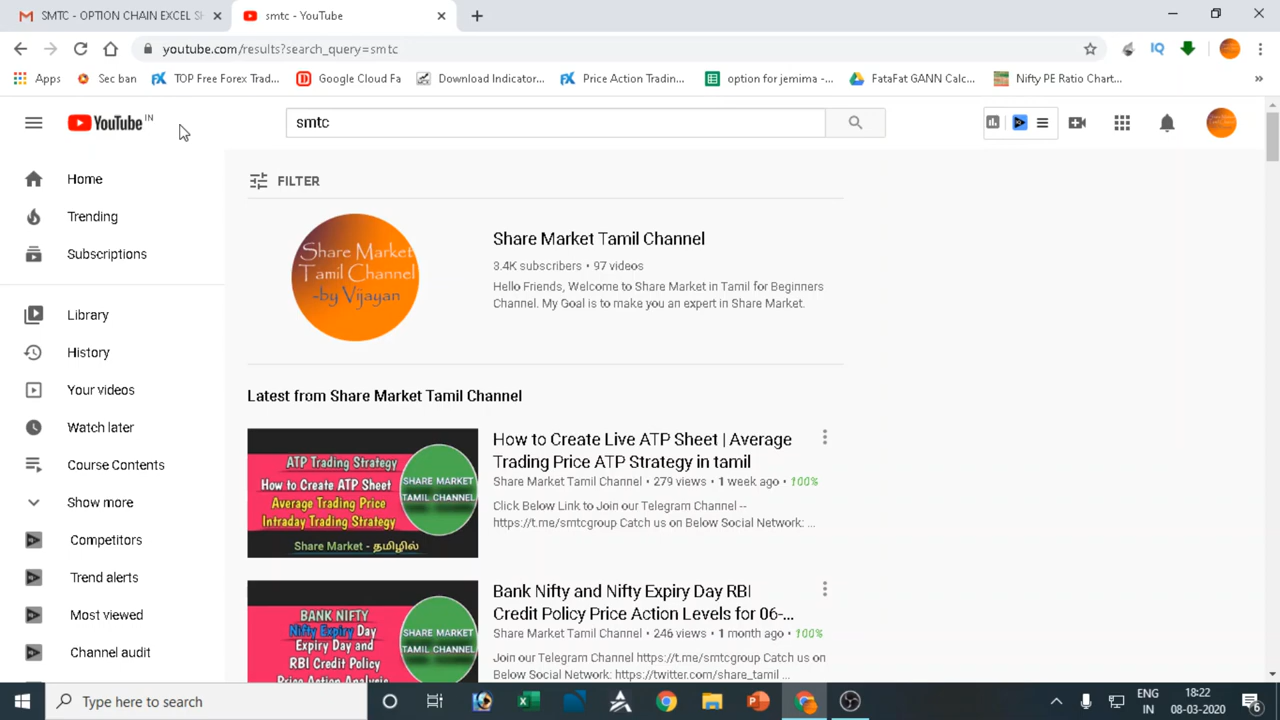 SMTC - OPTION CHAIN EXCEL SH
smtc - YouTube
youtube.com/results?search_query=smtc
Apps
Sec ban
TOP Free Forex Trad...
Google Cloud Fa
Download Indicator...
Price Action Tradin...
option for jemima -...
FataFat GANN Calc...
Nifty PE Ratio Chart...
YouTube IN
smtc
Home
Trending
Subscriptions
Library
History
Your videos
Watch later
Course Contents
Show more
Competitors
Trend alerts
Most viewed
Channel audit
FILTER
Share Market
Tamil Channel
-by Vijayan
Share Market Tamil Channel
3.4K subscribers • 97 videos
Hello Friends, Welcome to Share Market in Tamil for Beginners
Channel. My Goal is to make you an expert in Share Market.
Latest from Share Market Tamil Channel
ATP Trading Strategy
How to Create ATP Sheet
Average Trading Price
Intraday Trading Strategy
SHARE MARKET
TAMIL CHANNEL
Share Market - தமிழில்
How to Create Live ATP Sheet | Average
Trading Price ATP Strategy in tamil
Share Market Tamil Channel • 279 views • 1 week ago • 100%
Click Below Link to Join our Telegram Channel --
https://t.me/smtcgroup Catch us on Below Social Network: ...
BANK NIFTY
Nifty Expiry Day
Expiry Day and
RBI Credit Policy
Price Action Analysis
SHARE MARKET
TAMIL CHANNEL
Bank Nifty and Nifty Expiry Day RBI
Credit Policy Price Action Levels for 06-...
Share Market Tamil Channel • 246 views • 1 month ago • 100%
Join our Telegram Channel https://t.me/smtcgroup Catch us on
Below Social Network: https://twitter.com/share_tamil ...
Type here to search
ENG
IN
18:22
08-03-2020
6